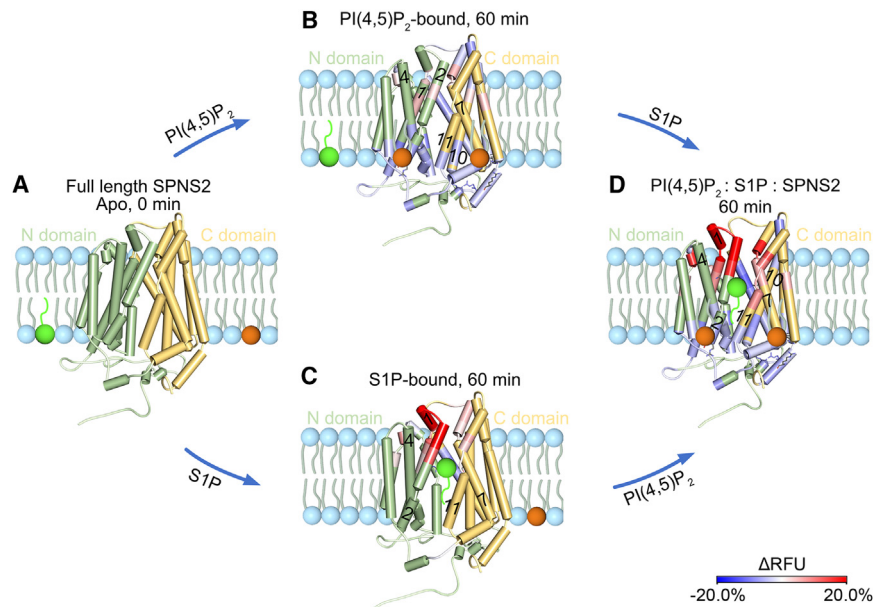 B
PI(4,5)P₂-bound, 60 min
N domain
C domain
4
2
1
7
11
10
PI(4,5)P₂
S1P
A
Full length SPNS2
Apo, 0 min
N domain
C domain
D
PI(4,5)P₂ : S1P : SPNS2
60 min
N domain
C domain
4
10
7
2
11
C
S1P-bound, 60 min
N domain
C domain
4
2
11
7
S1P
PI(4,5)P₂
ΔRFU
-20.0%
20.0%